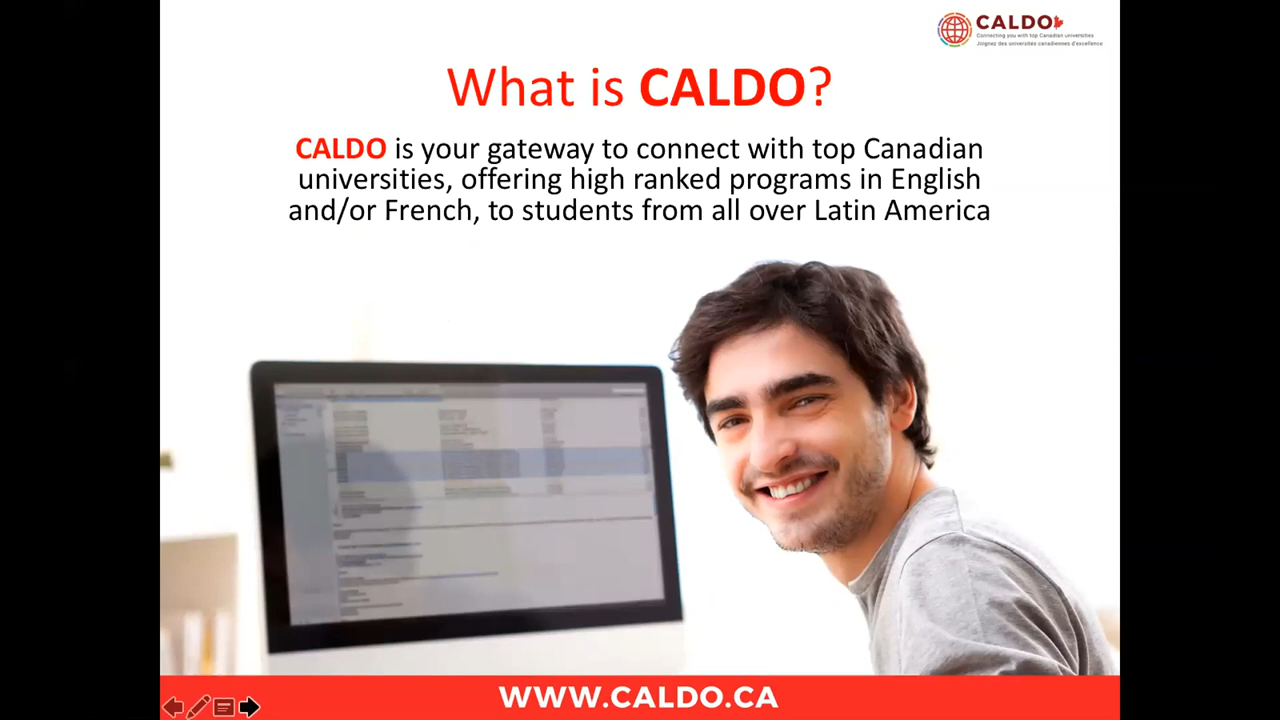 CALDO
Connecting you with top Canadian universities
Joignez des universités canadiennes d'excellence
What is CALDO?
CALDO is your gateway to connect with top Canadian
universities, offering high ranked programs in English
and/or French, to students from all over Latin America
WWW.CALDO.CA